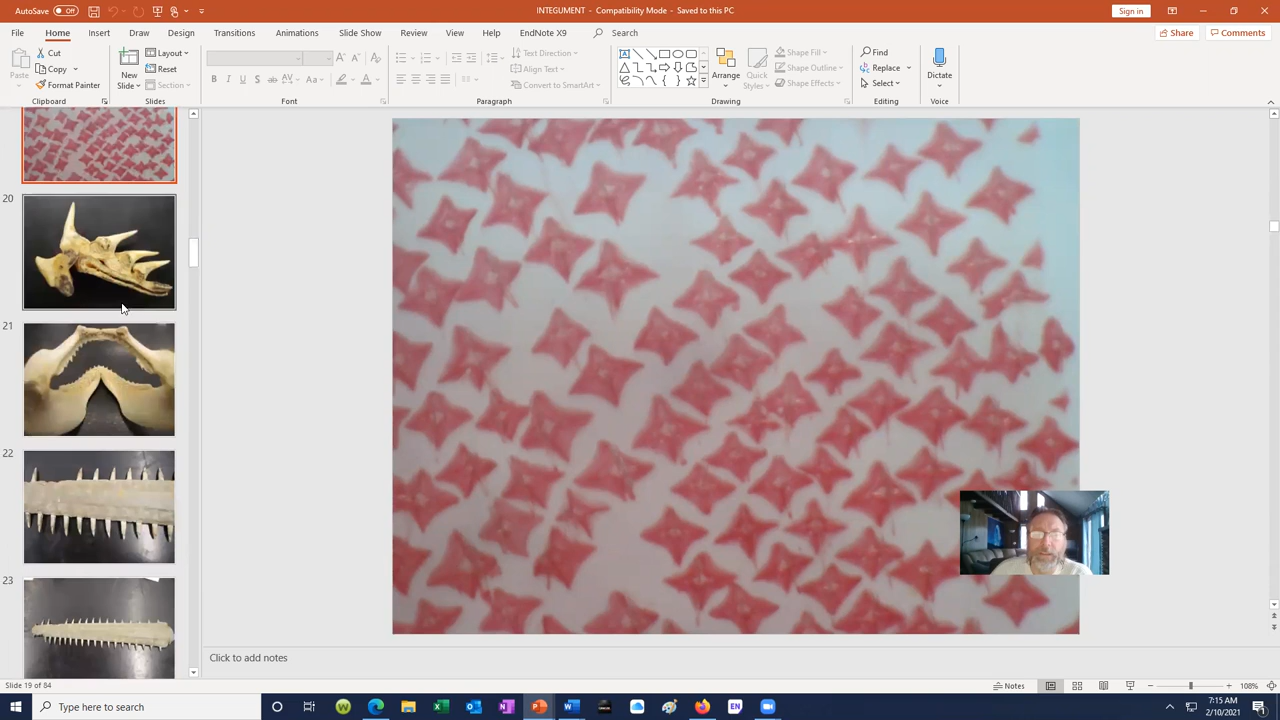 AutoSave Off
INTEGUMENT - Compatibility Mode - Saved to this PC
Sign in
File Home Insert Draw Design Transitions Animations Slide Show Review View Help EndNote X9 Search Share Comments
Paste
Cut
Copy
Format Painter
New Slide
Layout
Reset
Section
Text Direction
Align Text
Convert to SmartArt
Arrange
Quick Styles
Shape Fill
Shape Outline
Shape Effects
Find
Replace
Select
Dictate
Clipboard Slides Font Paragraph Drawing Editing Voice
20
21
22
23
Click to add notes
Slide 19 of 84
Notes
108%
Type here to search
7:15 AM
2/10/2021